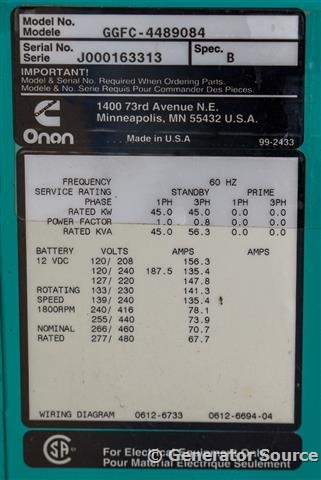 Model No.
Modele GGFC-4489084
Serial No. Spec.
Serie J000163313 B
IMPORTANT!
Model & Serial No. Required When Ordering Parts.
Modele & No. Serie Requis Pour Commander Des Pieces.
1400 73rd Avenue N.E.
Minneapolis, MN 55432 U.S.A.
Onan Made in U.S.A
99-2433
FREQUENCY 60 HZ
SERVICE RATING STANDBY PRIME
PHASE 1PH 3PH 1PH 3PH
RATED KW 45.0 45.0 0.0 0.0
POWER FACTOR 1.0 0.8 0.0 0.0
RATED KVA 45.0 56.3 0.0 0.0
BATTERY VOLTS AMPS AMPS
12 VDC 120/ 208 156.3
120/ 240 187.5 135.4
127/ 220 147.8
ROTATING 133/ 230 141.3
SPEED 139/ 240 135.4
1800RPM 240/ 416 78.1
255/ 440 73.9
NOMINAL 266/ 460 70.7
RATED 277/ 480 67.7
WIRING DIAGRAM 0612-6733 0612-6694-04
For Electrical Equipment Only
Pour Material Electrique Seulement
© Generator Source